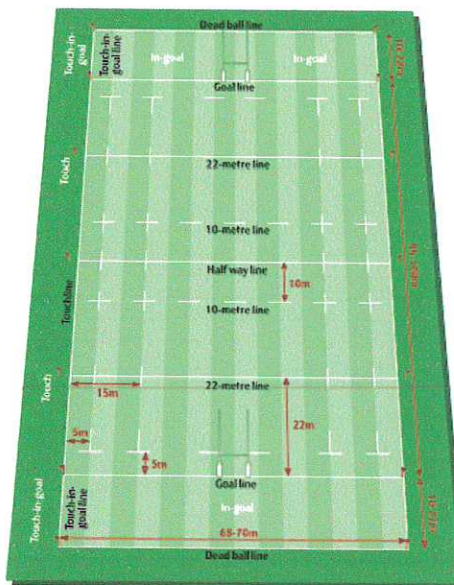 Dead ball line
Touch-in-
goal
Touch-in-
goal line
In-goal
In-goal
Goal line
Touch
22-metre line
10-metre line
Half way line
10m
10-metre line
Touchline
22-metre line
Touch
15m
22m
5m
5m
Goal line
Touch-in-goal
Touch-in-
goal line
In-goal
68-70m
Dead ball line